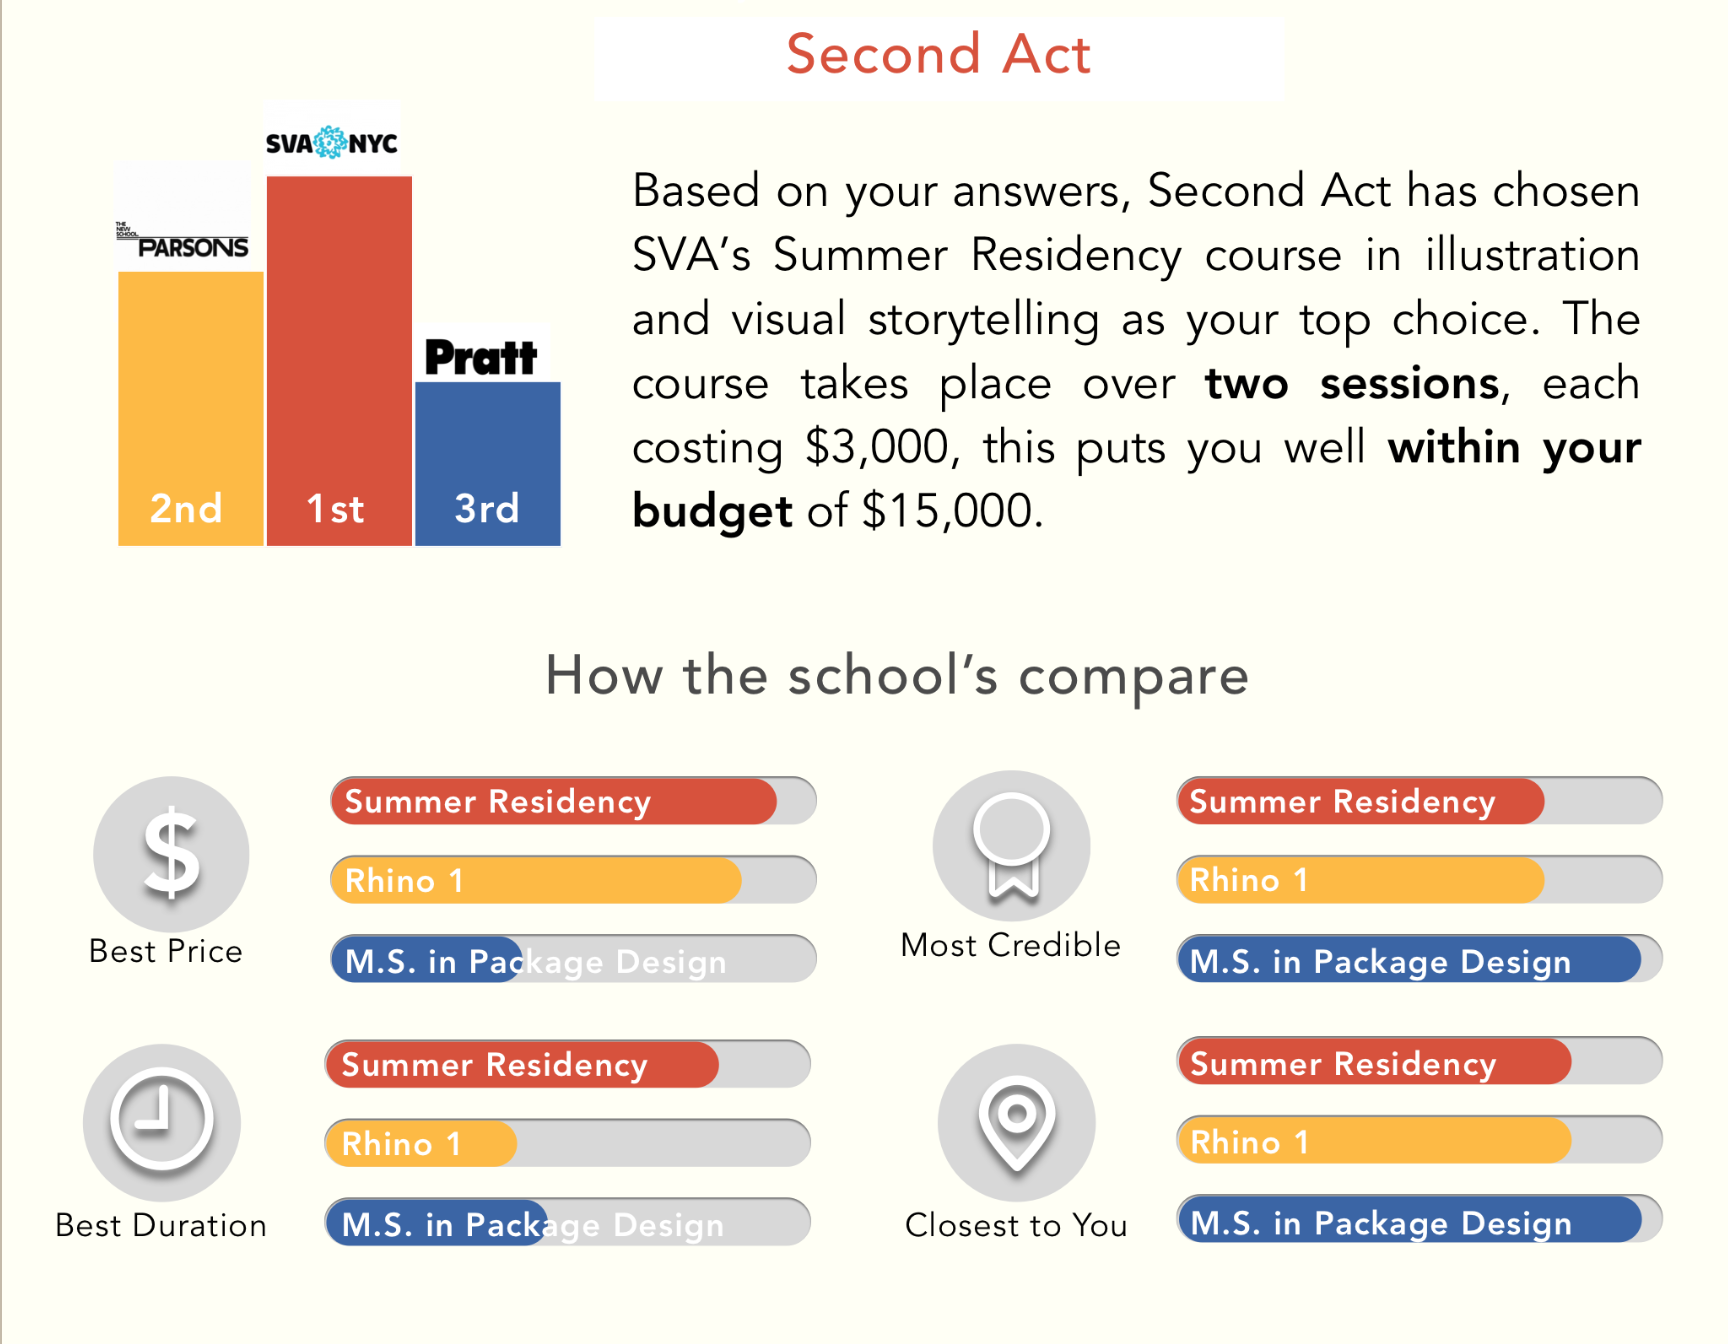 Second Act
SVA NYC
THE
NEW
SCHOOL
PARSONS
Pratt
2nd
1st
3rd
Based on your answers, Second Act has chosen
SVA’s Summer Residency course in illustration
and visual storytelling as your top choice. The
course takes place over two sessions, each
costing $3,000, this puts you well within your
budget of $15,000.
How the school’s compare
$
Best Price
Summer Residency
Rhino 1
M.S. in Package Design
Most Credible
Summer Residency
Rhino 1
M.S. in Package Design
Best Duration
Summer Residency
Rhino 1
M.S. in Package Design
Closest to You
Summer Residency
Rhino 1
M.S. in Package Design